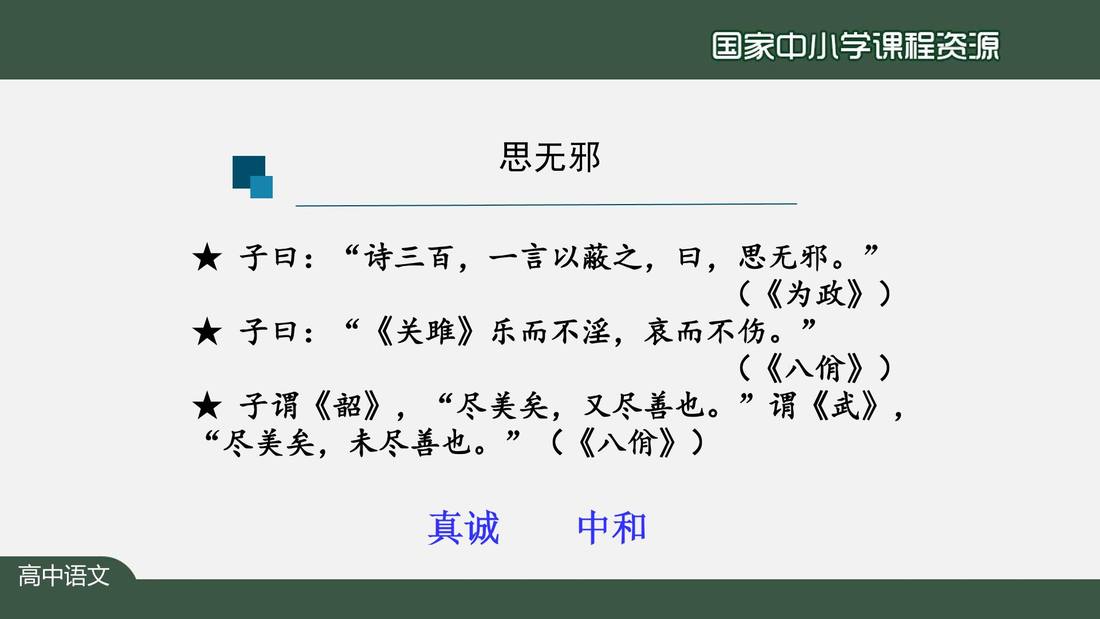 国家中小学课程资源
思无邪
★ 子曰：“诗三百，一言以蔽之，曰，思无邪。”
（《为政》）
★ 子曰：“《关雎》乐而不淫，哀而不伤。”
（《八佾》）
★ 子谓《韶》，“尽美矣，又尽善也。”谓《武》，
“尽美矣，未尽善也。”（《八佾》）
真诚 中和
高中语文